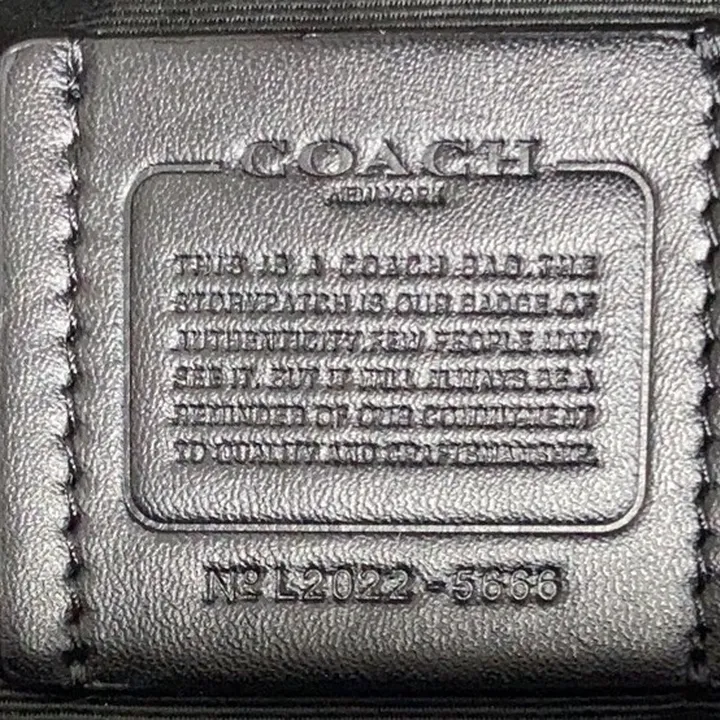 COACH
NEW YORK
THIS IS A COACH BAG. THE
STORYPATCH IS OUR BADGE OF
AUTHENTICITY. FEW PEOPLE MAY
SEE IT, BUT IT WILL ALWAYS BE A
REMINDER OF OUR COMMITMENT
TO QUALITY AND CRAFTSMANSHIP.
Nº L2022-5666